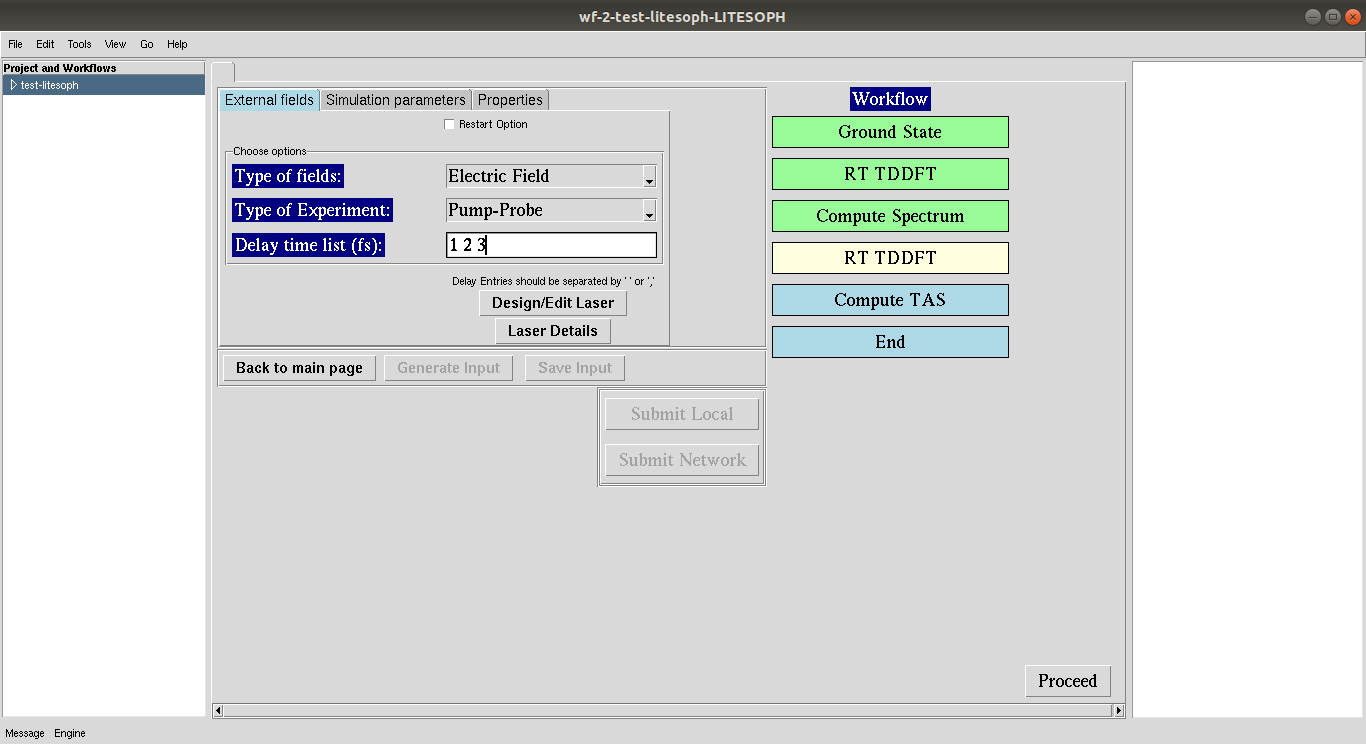 wf-2-test-litesoph-LITESOPH
File Edit Tools View Go Help
Project and Workflows
test-litesoph
External fields Simulation parameters Properties
Restart Option
Choose options
Type of fields: Electric Field
Type of Experiment: Pump-Probe
Delay time list (fs): 1 2 3
Delay Entries should be separated by ' ' or ','
Design/Edit Laser
Laser Details
Back to main page Generate Input Save Input
Submit Local
Submit Network
Workflow
Ground State
RT TDDFT
Compute Spectrum
RT TDDFT
Compute TAS
End
Proceed
Message Engine